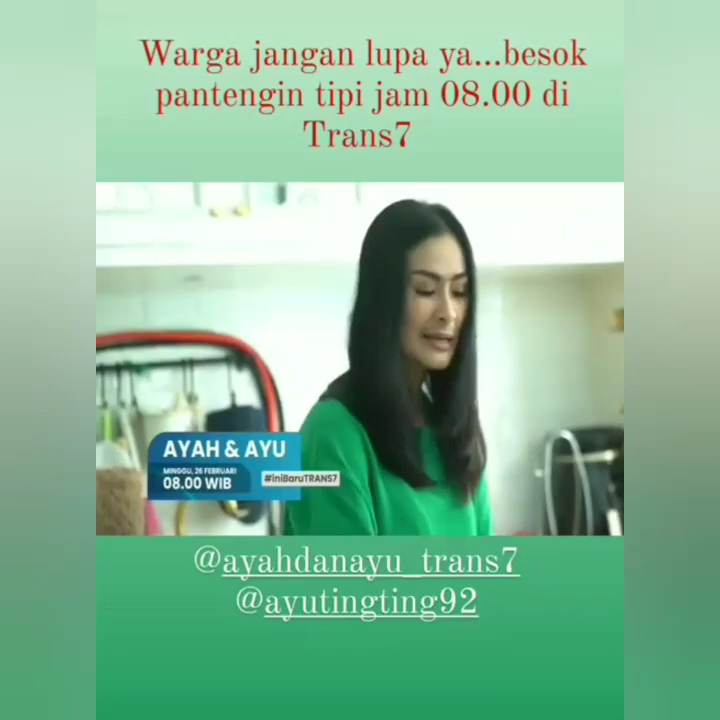 Warga jangan lupa ya...besok
pantengin tipi jam 08.00 di
Trans7
AYAH & AYU
MINGGU, 26 FEBRUARI
08.00 WIB
#iniBaruTRANS7
@ayahdanayu_trans7
@ayutingting92